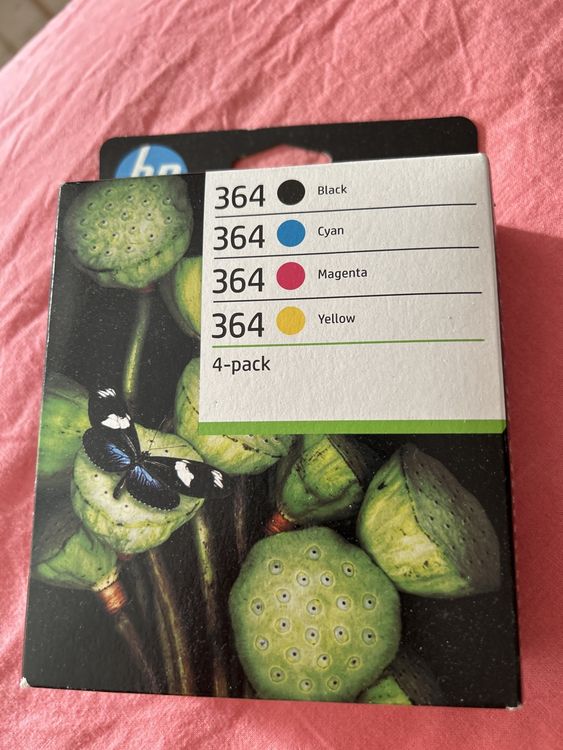 hp
364 Black
364 Cyan
364 Magenta
364 Yellow
4-pack